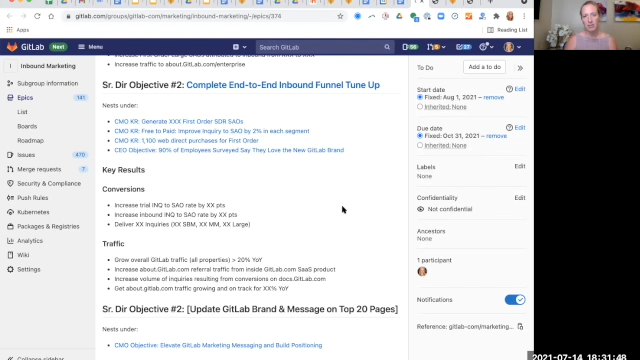 gitlab.com/groups/gitlab-com/marketing/inbound-marketing/-/epics/374
Reading List
GitLab
Next
Menu
0
Search GitLab
56
5
27
Inbound Marketing
Subgroup information
Epics
141
List
Boards
Roadmap
Issues
470
Merge requests
7
Security & Compliance
Push Rules
Kubernetes
Packages & Registries
Analytics
Wiki
Settings
Collapse sidebar
Increase traffic to about.GitLab.com/enterprise
Sr. Dir Objective #2: Complete End-to-End Inbound Funnel Tune Up
Nests under:
CMO KR: Generate XXX First Order SDR SAOs
CMO KR: Free to Paid: Improve Inquiry to SAO by 2% in each segment
CMO KR: 1,100 web direct purchases for First Order
CEO Objective: 90% of Employees Surveyed Say They Love the New GitLab Brand
Key Results
Conversions
Increase trial INQ to SAO rate by XX pts
Increase inbound INQ to SAO rate by XX pts
Deliver XX Inquiries (XX SBM, XX MM, XX Large)
Traffic
Grow overall GitLab traffic (all properties) > 20% YoY
Increase about.GitLab.com referral traffic from inside GitLab.com SaaS product
Increase volume of inquiries resulting from conversions on docs.GitLab.com
Get about.gitlab.com traffic growing and on track for XX% YoY
Sr. Dir Objective #2: [Update GitLab Brand & Message on Top 20 Pages]
Nests under:
CMO Objective: Elevate GitLab Marketing Messaging and Build Positioning
To Do
Add a to do
Start date
Edit
Fixed: Aug 1, 2021 – remove
Inherited: None
Due date
Edit
Fixed: Oct 31, 2021 – remove
Inherited: None
Labels
Edit
None
Confidentiality
Edit
Not confidential
Ancestors
None
1 participant
Notifications
Reference: gitlab-com/marketing...
2021-07-14 18:31:48